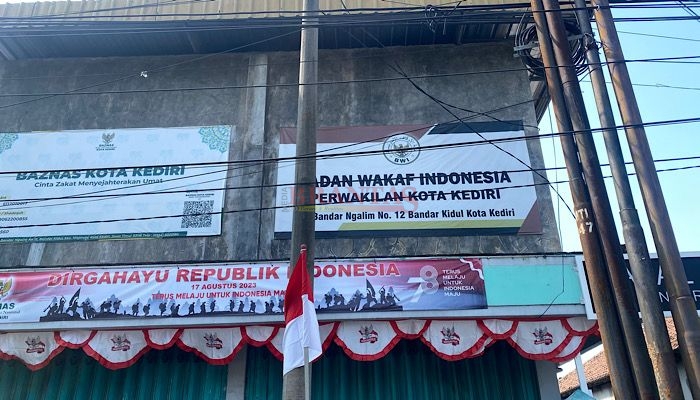 BAZNAS
BAZNAS KOTA KEDIRI
Cinta Zakat Menyejahterakan Umat
BWI
BADAN WAKAF INDONESIA
PERWAKILAN KOTA KEDIRI
Bandar Ngalim No. 12 Bandar Kidul Kota Kediri
DIRGAHAYU REPUBLIK INDONESIA
17 AGUSTUS 2023
TERUS MELAJU UNTUK INDONESIA MAJU
78
TERUS MELAJU
UNTUK INDONESIA
MAJU